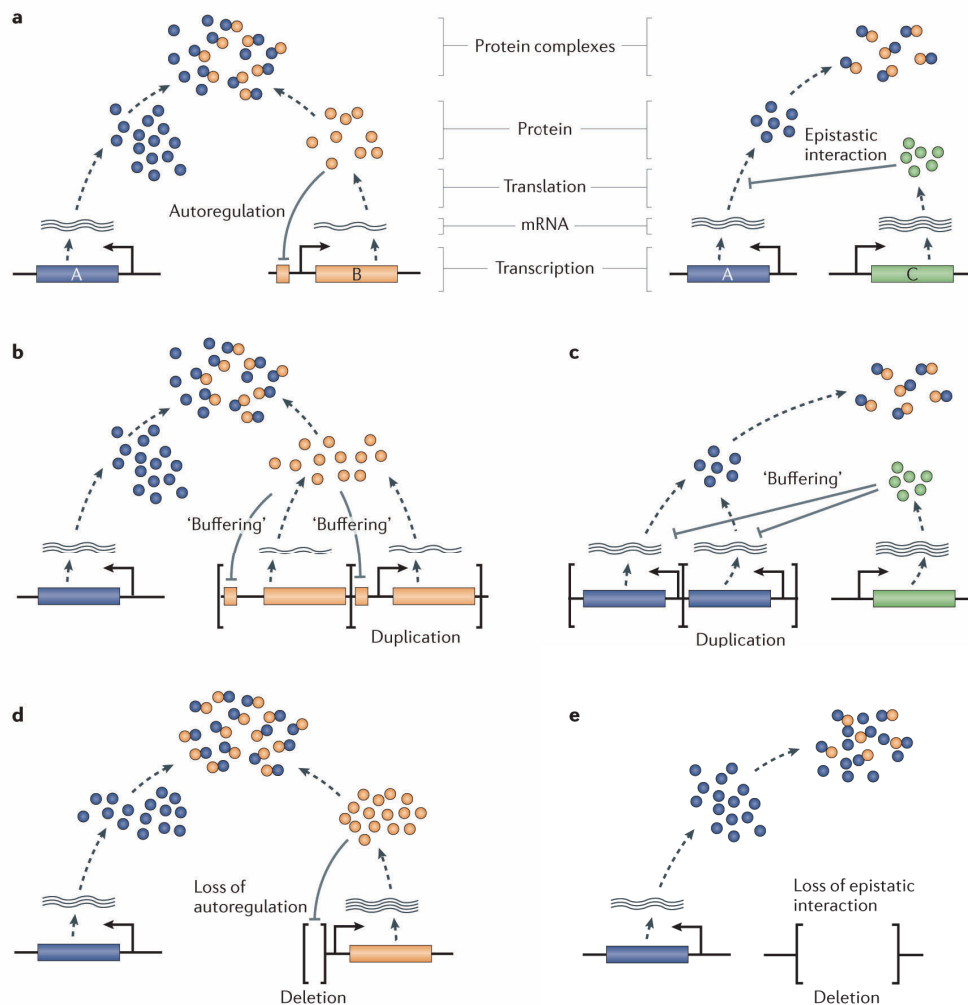 a
Protein complexes
Protein
Translation
mRNA
Transcription
Autoregulation
A
B
Epistastic
interaction
A
C
b
'Buffering'
'Buffering'
Duplication
c
'Buffering'
Duplication
d
Loss of
autoregulation
Deletion
e
Loss of epistatic
interaction
Deletion